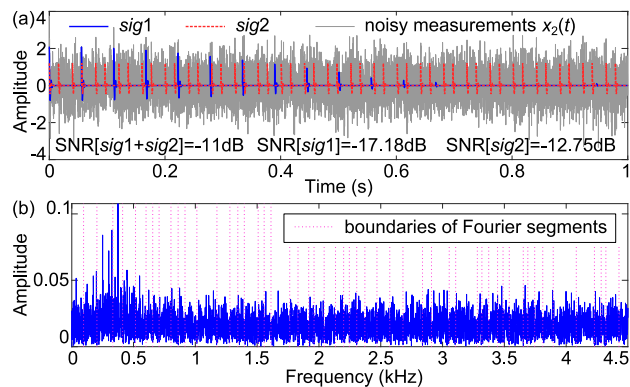 (a) sig1 sig2 noisy measurements x₂(t)
4
2
0
-2
-4
Amplitude
SNR[sig1+sig2]=-11dB SNR[sig1]=-17.18dB SNR[sig2]=-12.75dB
0 0.2 0.4 0.6 0.8 1
Time (s)
(b)
0.1
0.05
0
Amplitude
boundaries of Fourier segments
0 0.5 1 1.5 2 2.5 3 3.5 4 4.5
Frequency (kHz)